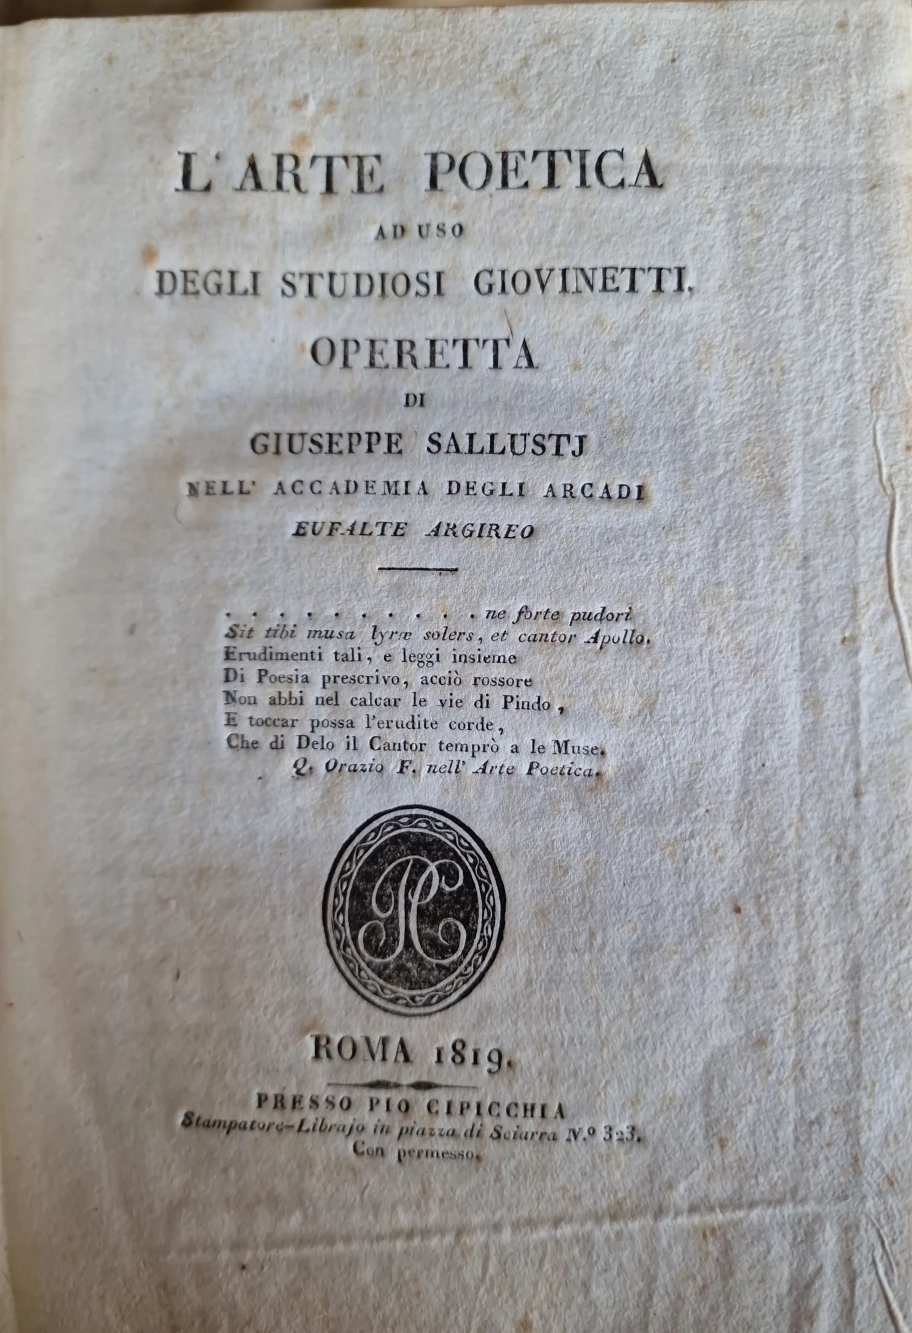 L'ARTE POETICA
AD USO
DEGLI STUDIOSI GIOVINETTI.
OPERETTA
DI
GIUSEPPE SALLUSTJ
NELL' ACCADEMIA DEGLI ARCADI
EUFALTE ARGIREO
. . . . . . . . . . ne forte pudori
Sit tibi musa lyræ solers, et cantor Apollo.
Erudimenti tali, e leggi insieme
Di Poesia prescrivo, acciò rossore
Non abbi nel calcar le vie di Pindo,
E toccar possa l'erudite corde,
Che di Delo il Cantor temprò a le Muse.
Q. Orazio F. nell' Arte Poetica.
PC
ROMA 1819.
PRESSO PIO CIPICCHIA
Stampatore-Librajo in piazza di Sciarra N.º 323.
Con permesso.